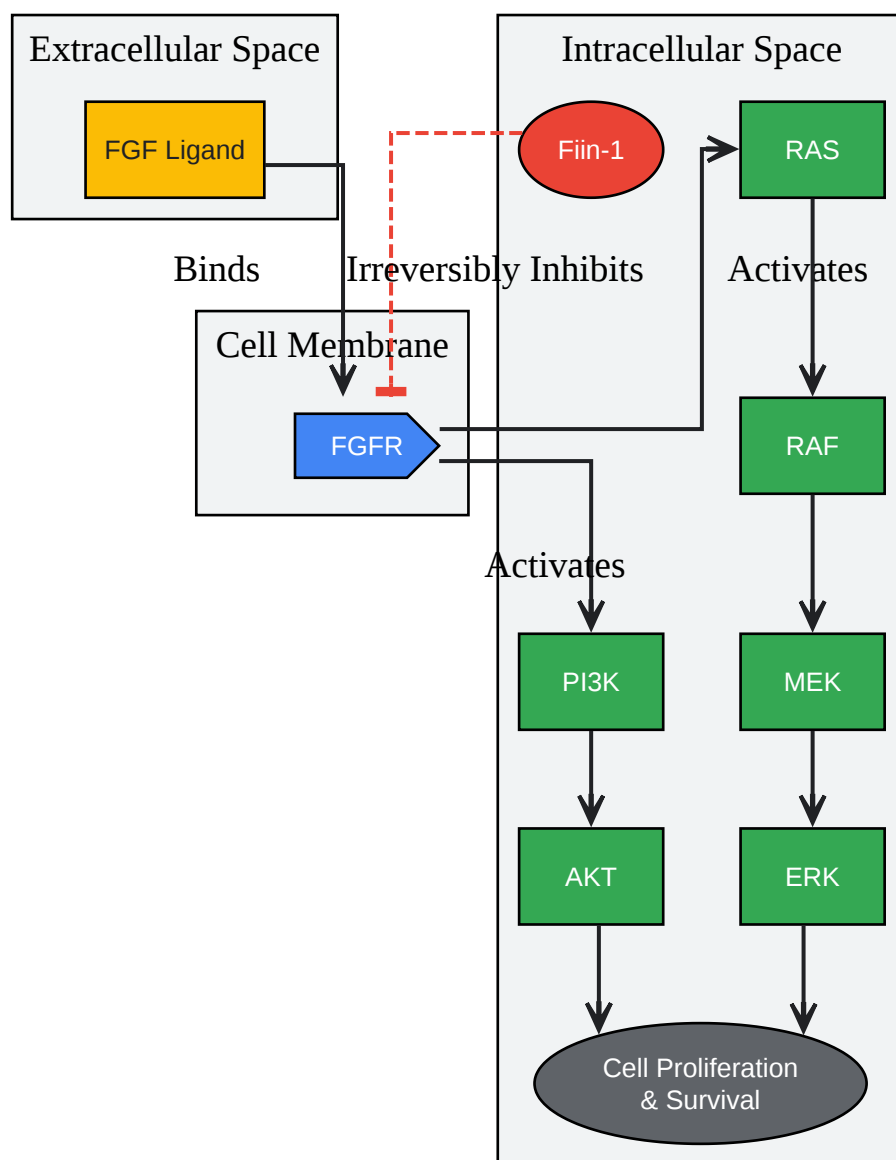 Extracellular Space
Intracellular Space
FGF Ligand
Fiin-1
RAS
Binds
Irreversibly Inhibits
Activates
Cell Membrane
FGFR
RAF
Activates
PI3K
MEK
AKT
ERK
Cell Proliferation
& Survival